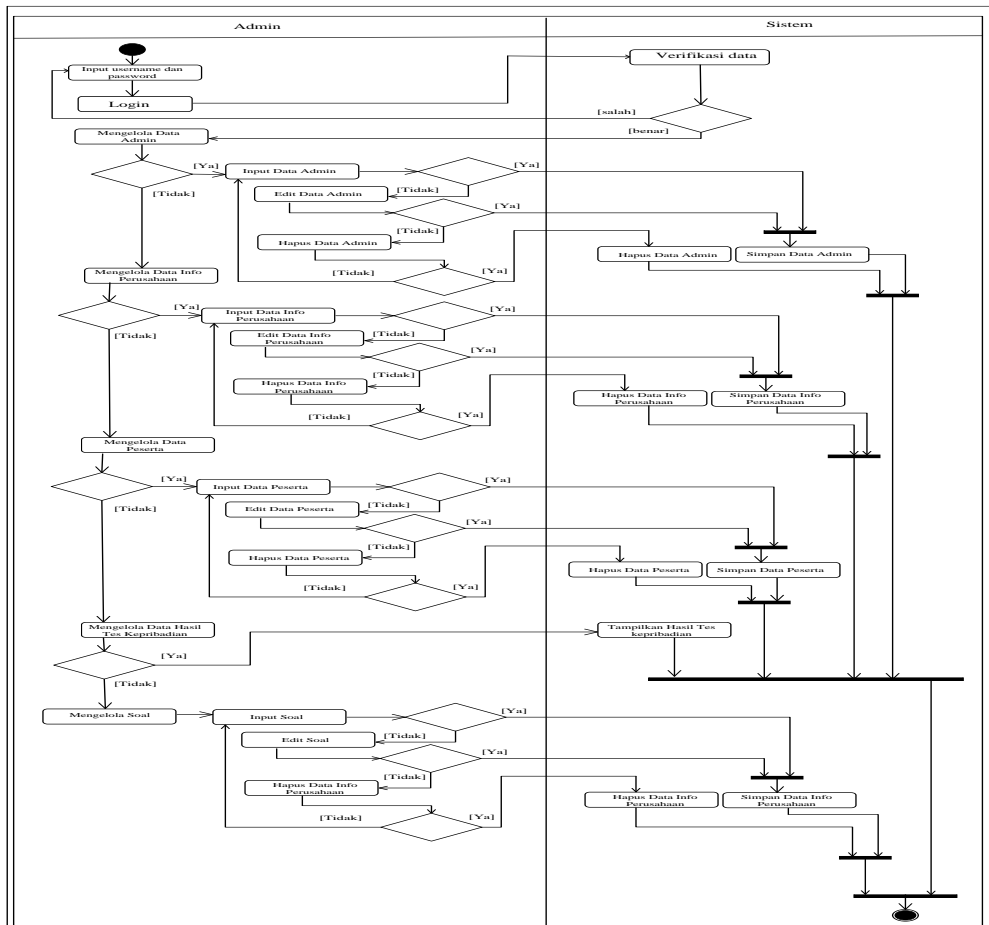 Admin
Sistem
Input username dan
password
Verifikasi data
Login
[salah]
[benar]
Mengelola Data
Admin
[Ya]
Input Data Admin
[Ya]
[Tidak]
[Tidak]
Edit Data Admin
[Ya]
[Tidak]
Hapus Data Admin
Hapus Data Admin
Simpan Data Admin
[Tidak]
[Ya]
Mengelola Data Info
Perusahaan
[Ya]
Input Data Info
Perusahaan
[Ya]
[Tidak]
[Tidak]
Edit Data Info
Perusahaan
[Ya]
[Tidak]
Hapus Data Info
Perusahaan
Hapus Data Info
Perusahaan
Simpan Data Info
Perusahaan
[Tidak]
[Ya]
Mengelola Data
Peserta
[Ya]
Input Data Peserta
[Ya]
[Tidak]
[Tidak]
Edit Data Peserta
[Ya]
[Tidak]
Hapus Data Peserta
Hapus Data Peserta
Simpan Data Peserta
[Tidak]
[Ya]
Mengelola Data Hasil
Tes Kepribadian
Tampilkan Hasil Tes
kepribadian
[Ya]
[Tidak]
Mengelola Soal
Input Soal
[Ya]
[Tidak]
Edit Soal
[Ya]
[Tidak]
Hapus Data Info
Perusahaan
Hapus Data Info
Perusahaan
Simpan Data Info
Perusahaan
[Tidak]
[Ya]